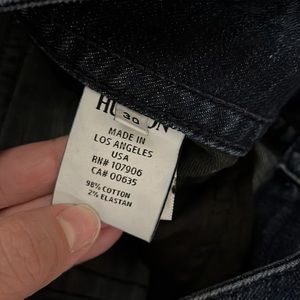 30
MADE IN
LOS ANGELES
USA
RN# 107906
CA# 00635
98% COTTON
2% ELASTAN